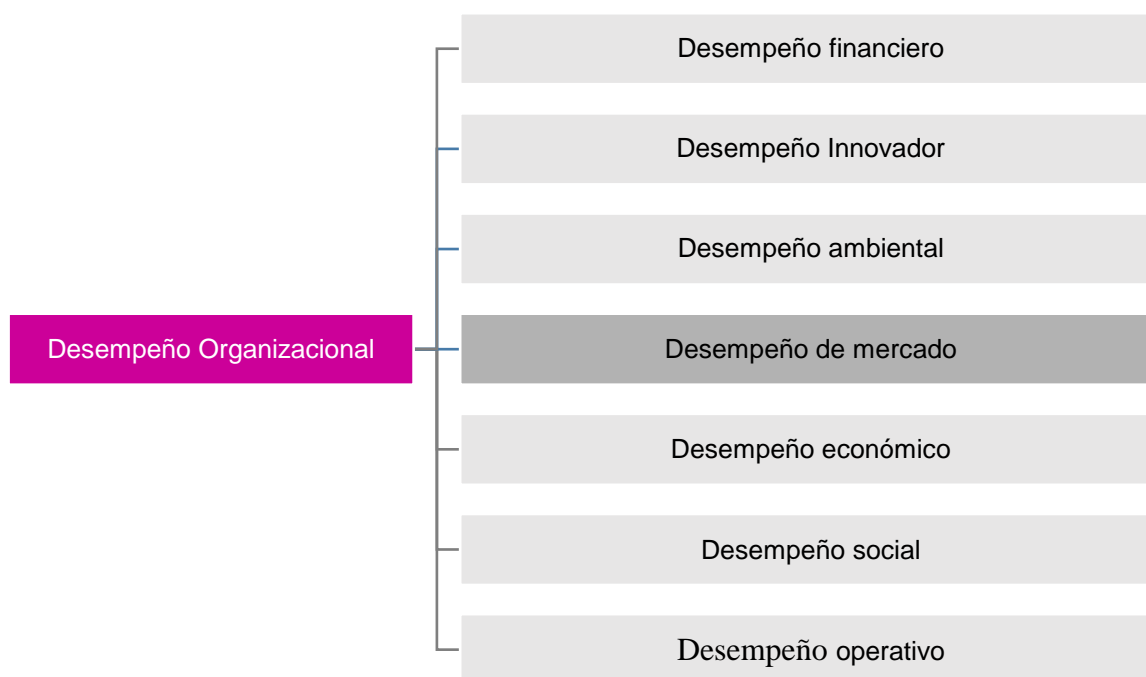 Desempeño financiero
Desempeño Innovador
Desempeño ambiental
Desempeño Organizacional
Desempeño de mercado
Desempeño económico
Desempeño social
Desempeño operativo